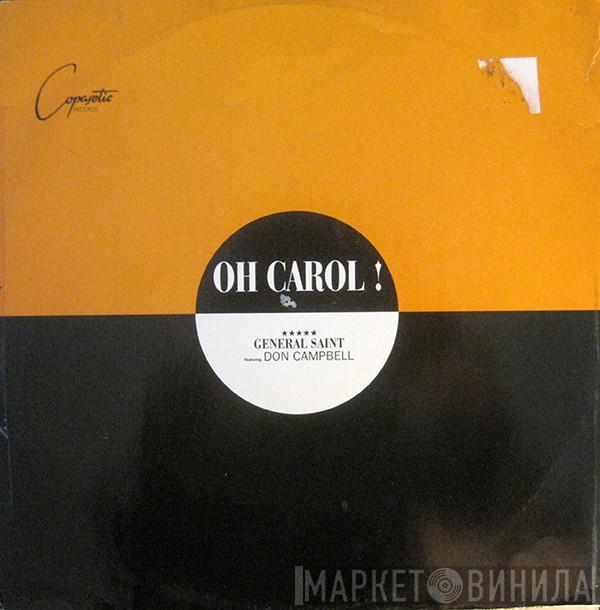 Copasetic
RECORDS
OH CAROL !
★★★★★
GENERAL SAINT
featuring DON CAMPBELL
МАРКЕТ ВИНИЛА